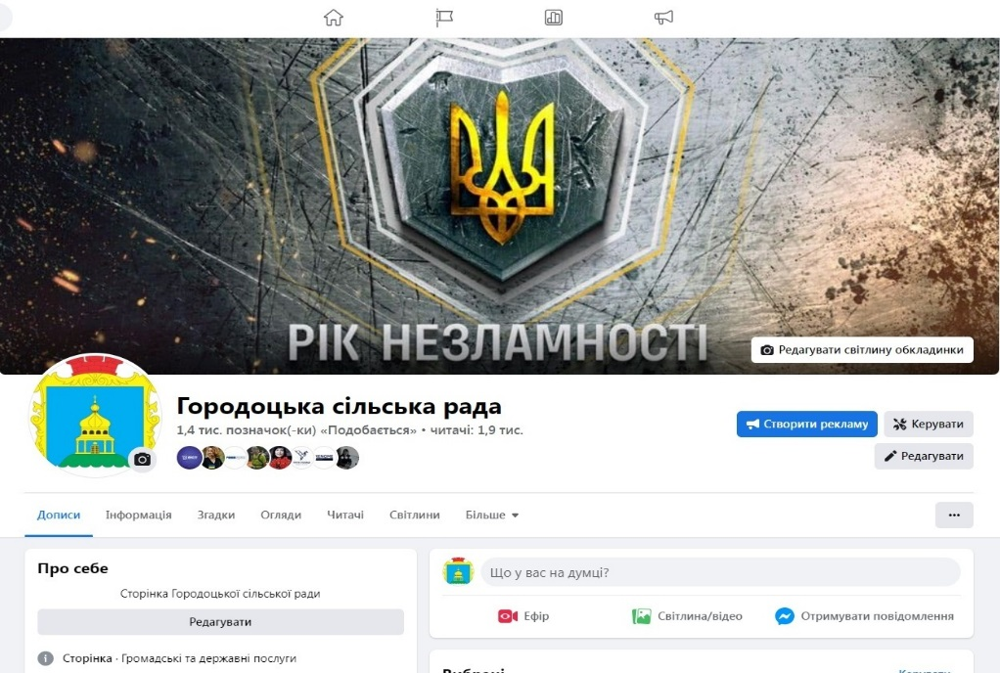 РІК НЕЗЛАМНОСТІ
Редагувати світлину обкладинки
Городоцька сільська рада
1,4 тис. позначок(-ки) «Подобається» • читачі: 1,9 тис.
Створити рекламу
Керувати
Редагувати
Дописи
Інформація
Згадки
Огляди
Читачі
Світлини
Більше
Про себе
Сторінка Городоцької сільської ради
Редагувати
Сторінка · Громадські та державні послуги
Що у вас на думці?
Ефір
Світлина/відео
Отримувати повідомлення